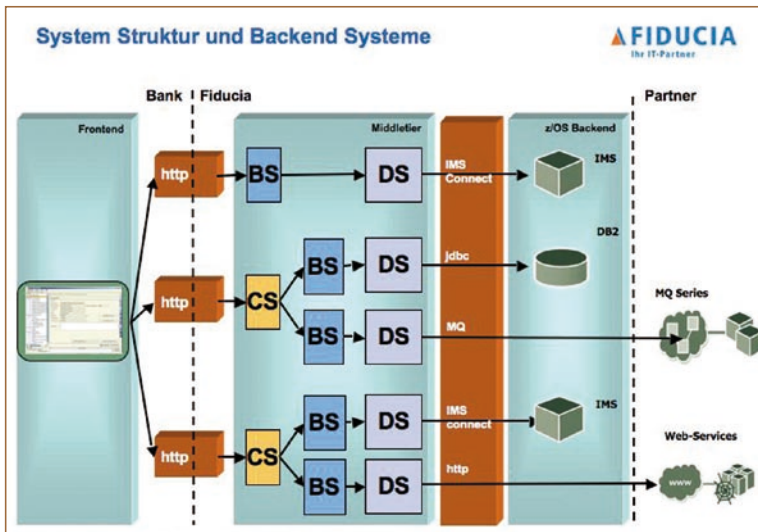 System Struktur und Backend Systeme
FIDUCIA
Ihr IT-Partner
Bank
Fiducia
Partner
Frontend
Middletier
z/OS Backend
http
BS
DS
IMS
Connect
IMS
http
CS
BS
DS
jdbc
DB2
BS
DS
MQ
MQ Series
http
CS
BS
DS
IMS
connect
IMS
BS
DS
http
Web-Services
www